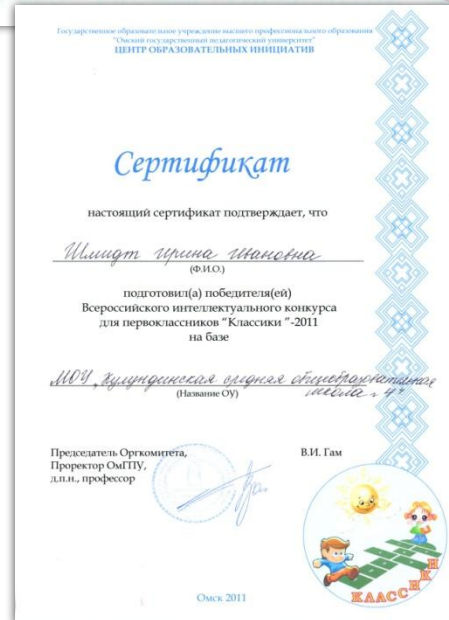 Государственное образовательное учреждение высшего профессионального образования
"Омский государственный педагогический университет"
ЦЕНТР ОБРАЗОВАТЕЛЬНЫХ ИНИЦИАТИВ
Сертификат
настоящий сертификат подтверждает, что
Шмидт Ирина Ивановна
(Ф.И.О.)
подготовил(а) победителя(ей)
Всероссийского интеллектуального конкурса
для первоклассников "Классики "-2011
на базе
МОУ „Кулундинская средняя общеобразовательная
школа - 4"
(Название ОУ)
Председатель Оргкомитета,
Проректор ОмГПУ,
д.п.н., профессор
В.И. Гам
КЛАССИКИ
Омск 2011